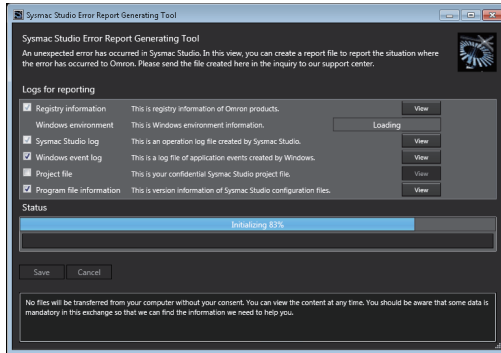 Sysmac Studio Error Report Generating Tool
Sysmac Studio Error Report Generating Tool
An unexpected error has occurred in Sysmac Studio. In this view, you can create a report file to report the situation where
the error has occurred to Omron. Please send the file created here in the inquiry to our support center.
Logs for reporting
Registry information This is registry information of Omron products. View
Windows environment This is Windows environment information. Loading
Sysmac Studio log This is an operation log file created by Sysmac Studio. View
Windows event log This is a log file of application events created by Windows. View
Project file This is your confidential Sysmac Studio project file. View
Program file information This is version information of Sysmac Studio configuration files. View
Status
Initializing 83%
Save Cancel
No files will be transferred from your computer without your consent. You can view the content at any time. You should be aware that some data is
mandatory in this exchange so that we can find the information we need to help you.